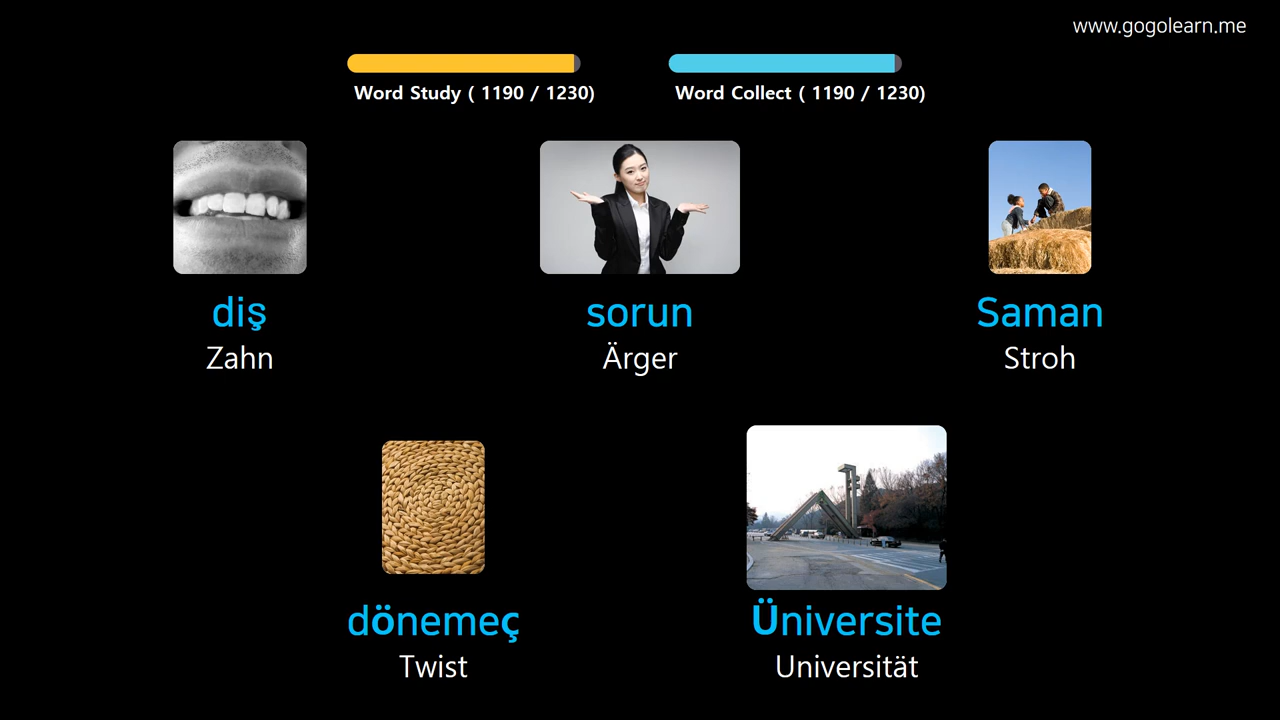 www.gogolearn.me
Word Study ( 1190 / 1230)
Word Collect ( 1190 / 1230)
diş
Zahn
sorun
Ärger
Saman
Stroh
dönemeç
Twist
Üniversite
Universität